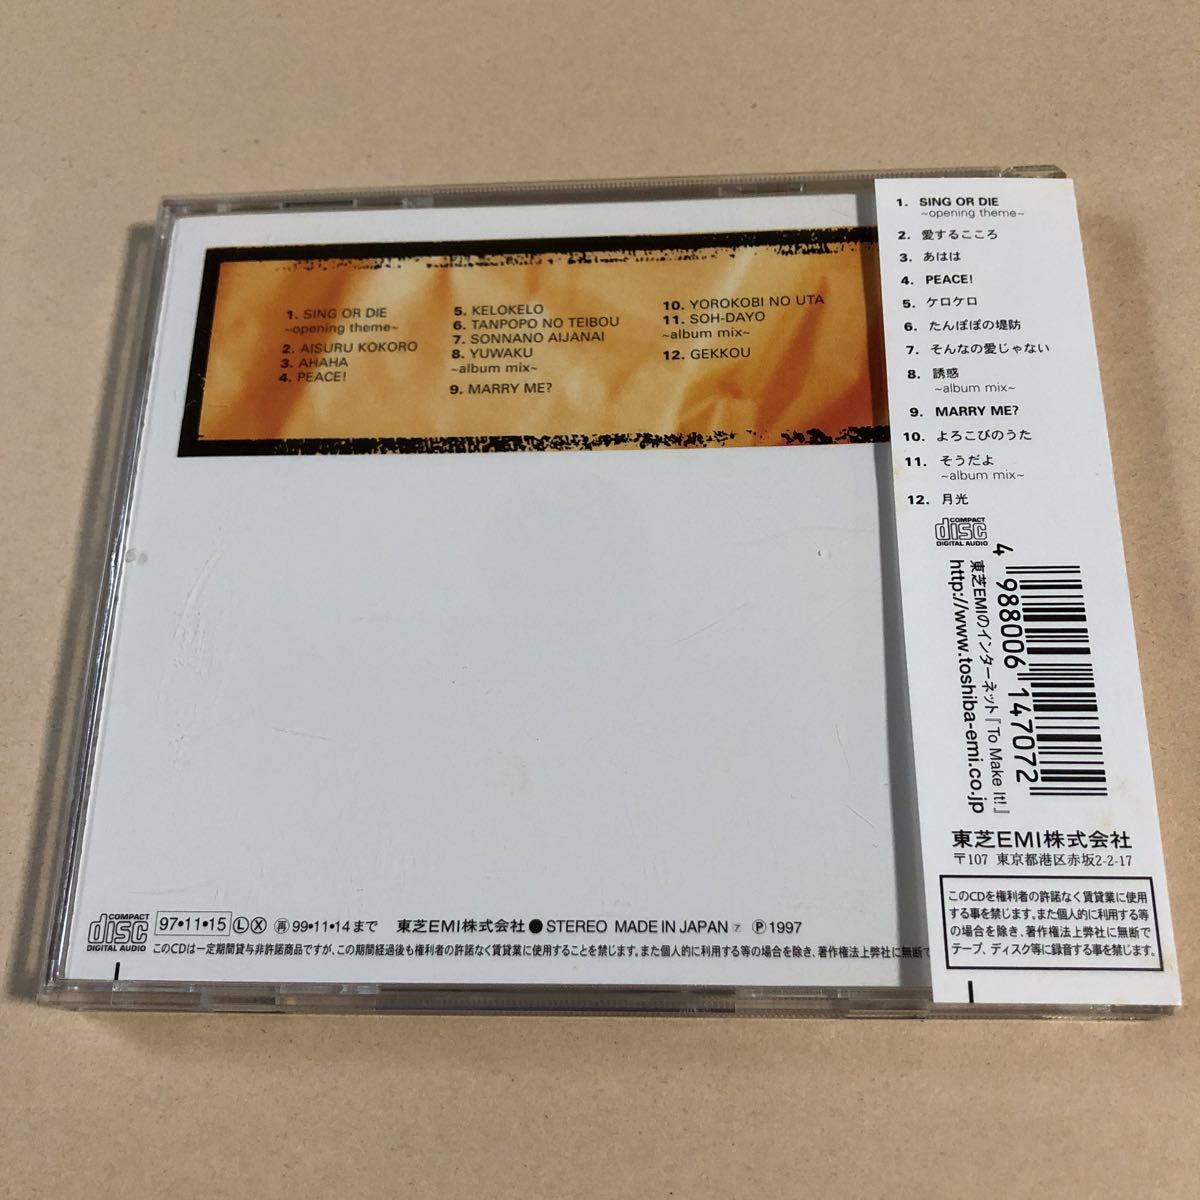 1. SING OR DIE
~opening theme~
2. AISURU KOKORO
3. AHAHA
4. PEACE!
5. KELOKELO
6. TANPOPO NO TEIBOU
7. SONNANO AIJANAI
8. YUWAKU
~album mix~
9. MARRY ME?
10. YOROKOBI NO UTA
11. SOH-DAYO
~album mix~
12. GEKKOU
COMPACT
disc
DIGITAL AUDIO
97•11•15 L X 再 99•11•14まで 東芝EMI株式会社 ● STEREO MADE IN JAPAN ⑦ Ⓟ 1997
このCDは一定期間貸与非許諾商品ですが、この期間経過後も権利者の許諾なく賃貸業に使用することを禁じます。また個人的に利用する等の場合を除き、著作権法上弊社に無断で
1. SING OR DIE
~opening theme~
2. 愛するこころ
3. あはは
4. PEACE!
5. ケロケロ
6. たんぽぽの堤防
7. そんなの愛じゃない
8. 誘惑
~album mix~
9. MARRY ME?
10. よろこびのうた
11. そうだよ
~album mix~
12. 月光
COMPACT
disc
DIGITAL AUDIO
4 988006 147072
東芝EMIのインターネット『To Make It!』
http://www.toshiba-emi.co.jp
東芝EMI株式会社
〒107 東京都港区赤坂2-2-17
このCDを権利者の許諾なく賃貸業に使用
する事を禁じます。また個人的に利用する等
の場合を除き、著作権法上弊社に無断で
テープ、ディスク等に録音する事を禁じます。